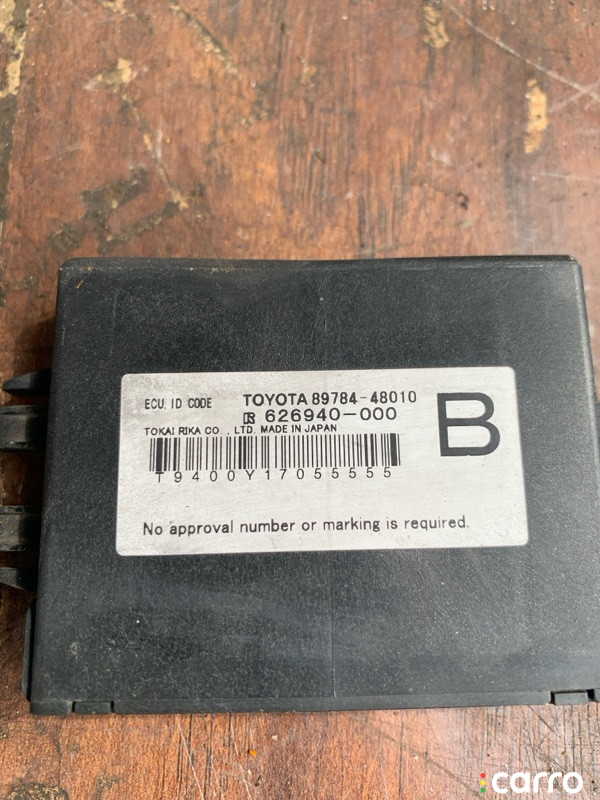 ECU, ID CODE TOYOTA 89784-48010
626940-000
B
TOKAI RIKA CO., LTD. MADE IN JAPAN
T9400Y17055555
No approval number or marking is required.
carro